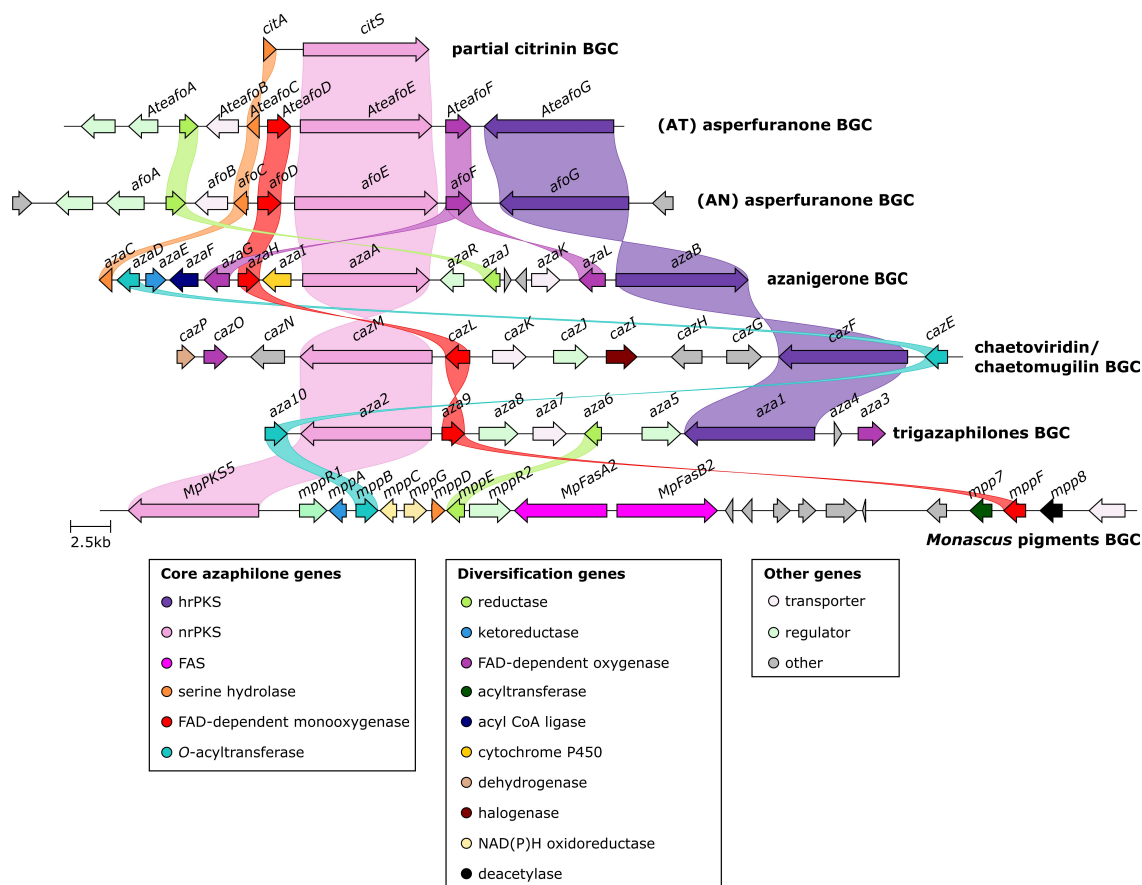 citA citS
partial citrinin BGC
AteafoA AteafoB AteafoC AteafoD AteafoE AteafoF AteafoG
(AT) asperfuranone BGC
afoA afoB afoC afoD afoE afoF afoG
(AN) asperfuranone BGC
azaC azaD azaE azaF azaG azaH azaI azaA azaR azaJ azaK azaL azaB
azanigerone BGC
cazP cazO cazN cazM cazL cazK cazJ cazI cazH cazG cazF cazE
chaetoviridin/
chaetomugilin BGC
aza10 aza2 aza9 aza8 aza7 aza6 aza5 aza1 aza4 aza3
trigazaphilones BGC
MpPKS5 mppR1 mppA mppB mppC mppG mppD mppE mppR2 MpFasA2 MpFasB2 mpp7 mppF mpp8
2.5kb
Monascus pigments BGC
Core azaphilone genes
hrPKS
nrPKS
FAS
serine hydrolase
FAD-dependent monooxygenase
O-acyltransferase
Diversification genes
reductase
ketoreductase
FAD-dependent oxygenase
acyltransferase
acyl CoA ligase
cytochrome P450
dehydrogenase
halogenase
NAD(P)H oxidoreductase
deacetylase
Other genes
transporter
regulator
other